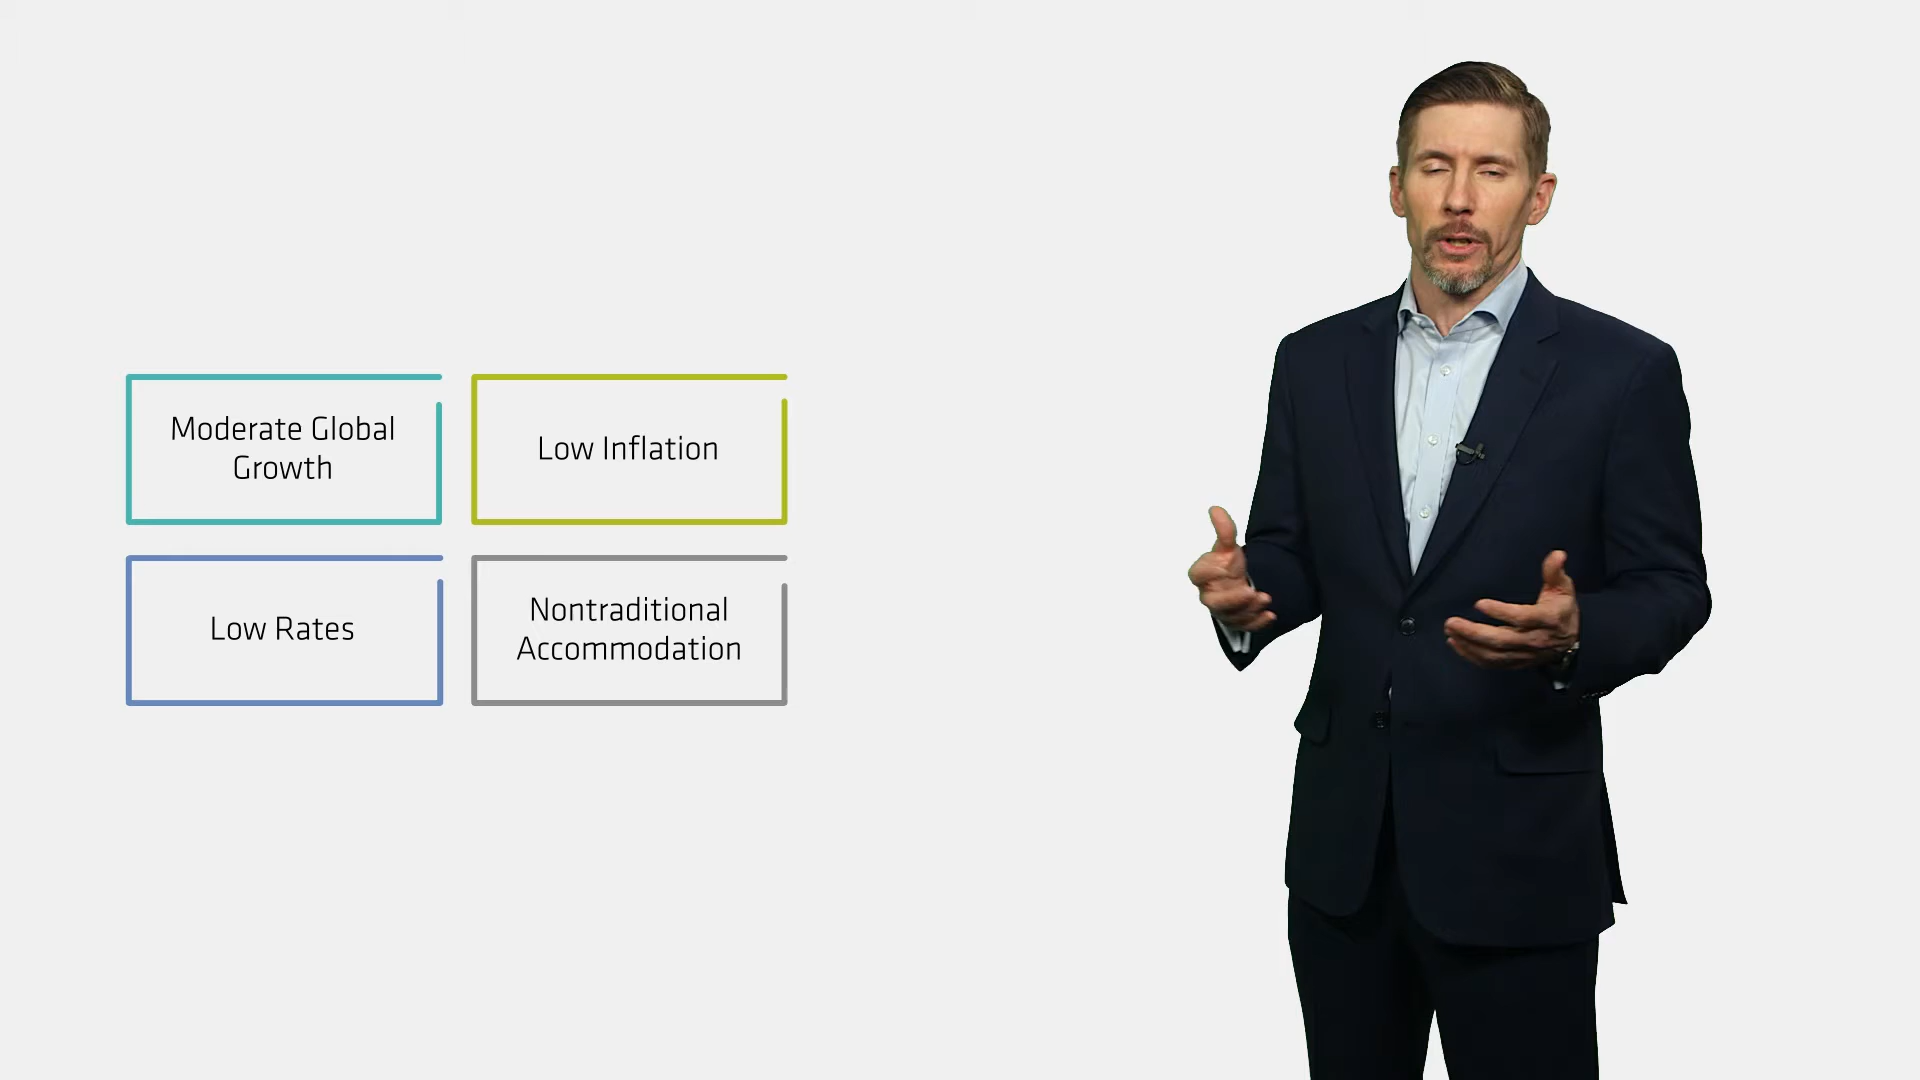 Moderate Global
Growth
Low Inflation
Low Rates
Nontraditional
Accommodation